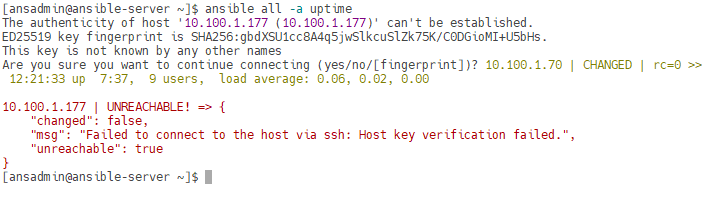 [ansadmin@ansible-server ~]$ ansible all -a uptime
The authenticity of host '10.100.1.177 (10.100.1.177)' can't be established.
ED25519 key fingerprint is SHA256:gbdXSU1cc8A4q5jwSlkcuSlZk75K/C0DGioMI+U5bHs.
This key is not known by any other names
Are you sure you want to continue connecting (yes/no/[fingerprint])? 10.100.1.70 | CHANGED | rc=0 >>
 12:21:33 up  7:37,  9 users,  load average: 0.06, 0.02, 0.00
10.100.1.177 | UNREACHABLE! => {
    "changed": false,
    "msg": "Failed to connect to the host via ssh: Host key verification failed.",
    "unreachable": true
}
[ansadmin@ansible-server ~]$